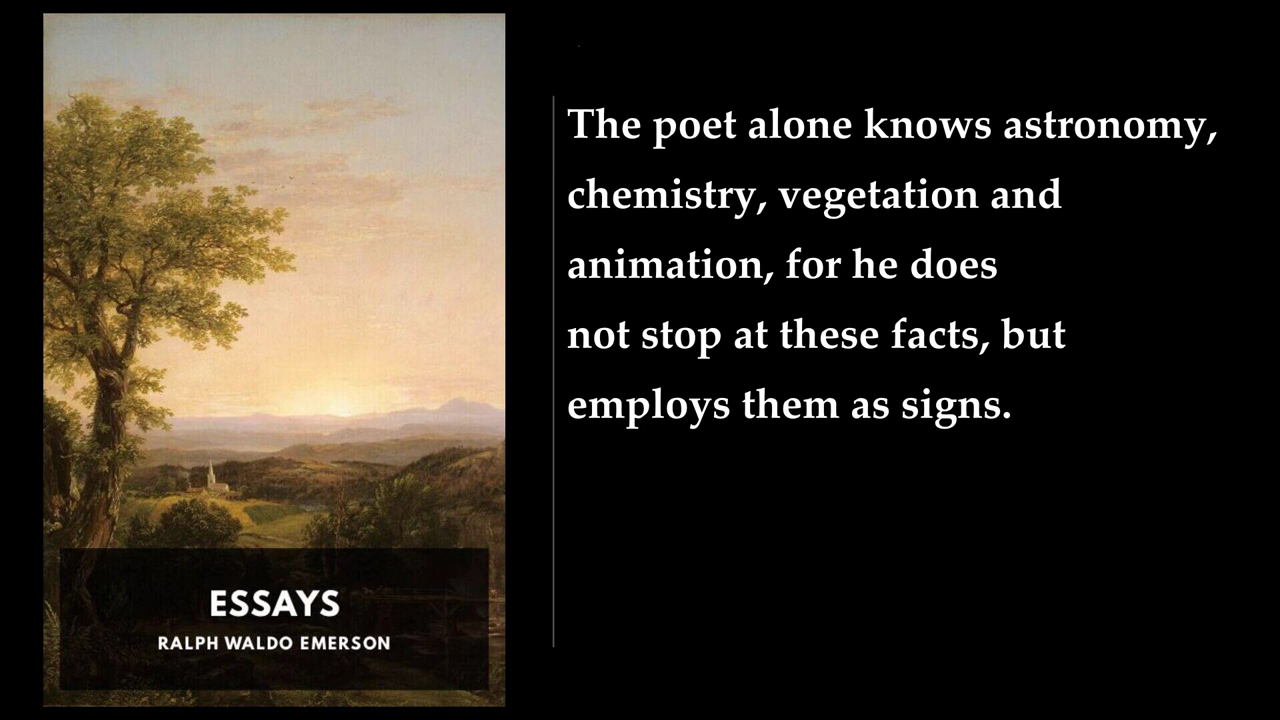 The poet alone knows astronomy,
chemistry, vegetation and
animation, for he does
not stop at these facts, but
employs them as signs.
ESSAYS
RALPH WALDO EMERSON